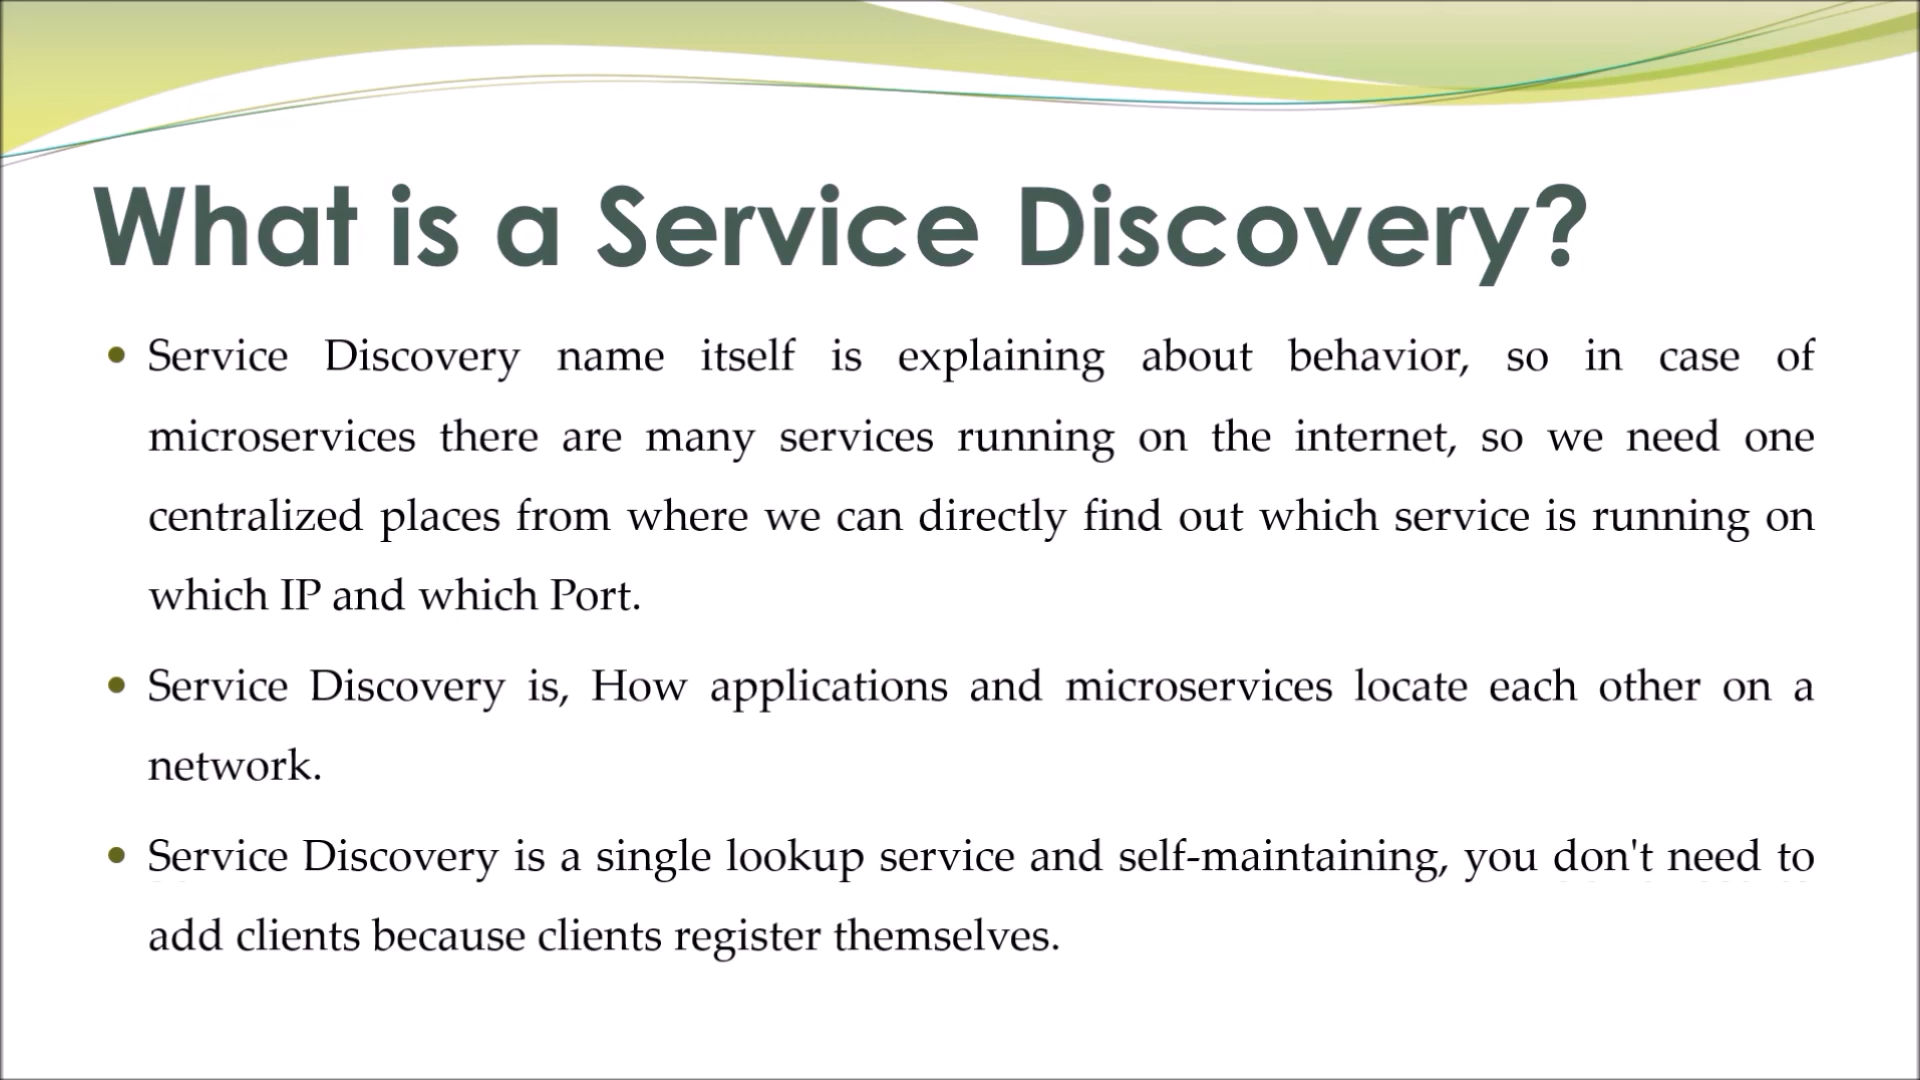 What is a Service Discovery?
• Service Discovery name itself is explaining about behavior, so in case of
microservices there are many services running on the internet, so we need one
centralized places from where we can directly find out which service is running on
which IP and which Port.
• Service Discovery is, How applications and microservices locate each other on a
network.
• Service Discovery is a single lookup service and self-maintaining, you don't need to
add clients because clients register themselves.